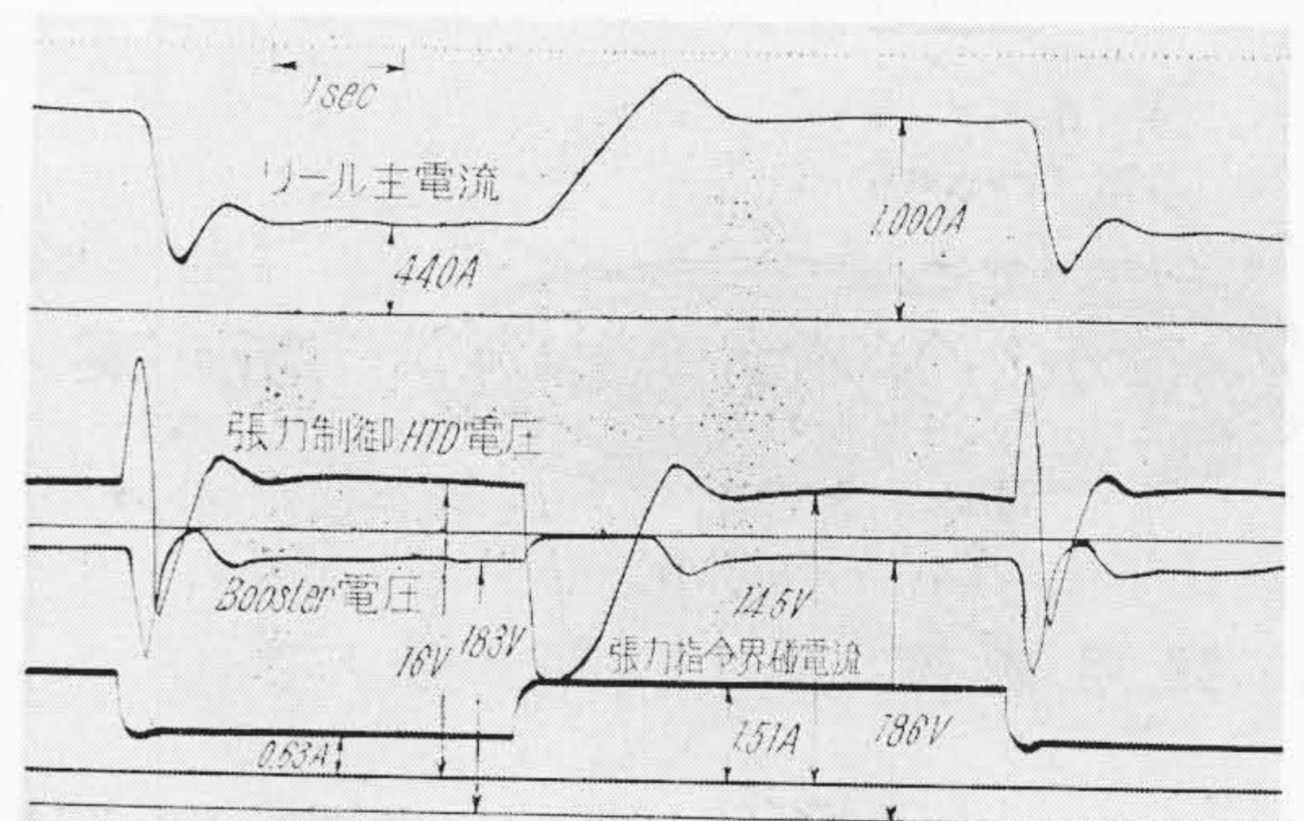 1sec
リール主電流
1.000A
440A
張力制御HTD電圧
Booster電圧
14.5V
183V
16V
張力指令界磁電流
1.51A
186V
0.63A